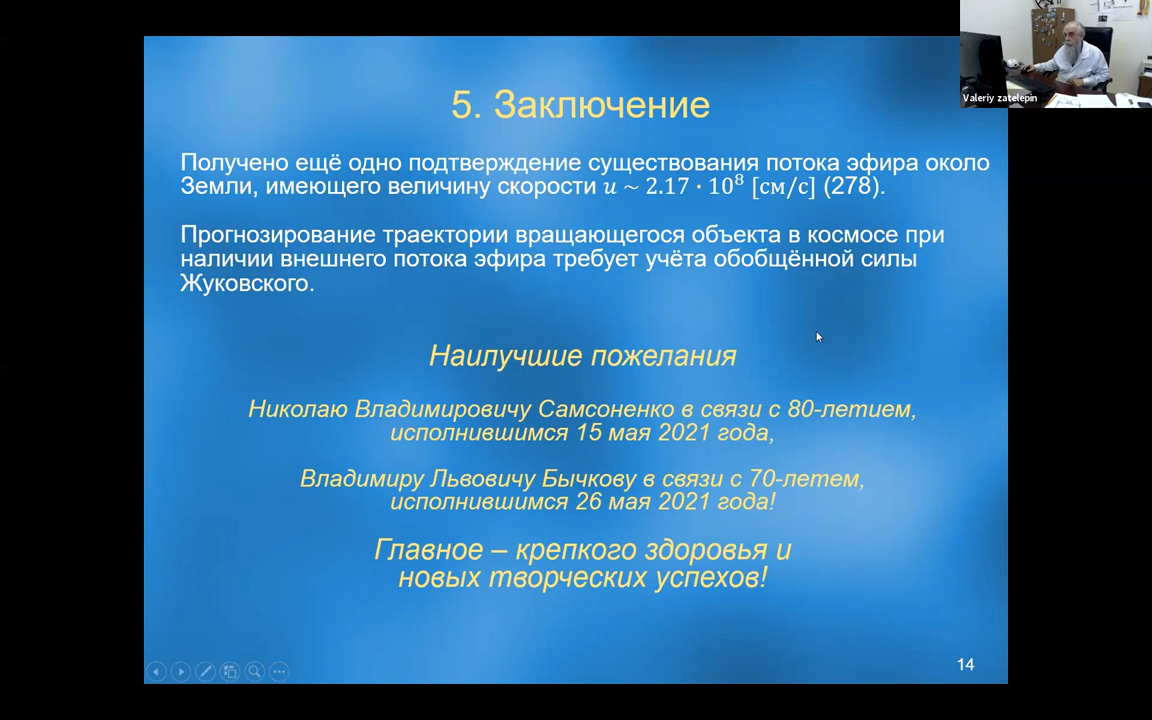 Valeriy zatelepin
5. Заключение
Получено ещё одно подтверждение существования потока эфира около
Земли, имеющего величину скорости u ~ 2.17 · 10⁸ [см/с] (278).
Прогнозирование траектории вращающегося объекта в космосе при
наличии внешнего потока эфира требует учёта обобщённой силы
Жуковского.
Наилучшие пожелания
Николаю Владимировичу Самсоненко в связи с 80-летием,
исполнившимся 15 мая 2021 года,
Владимиру Львовичу Бычкову в связи с 70-летем,
исполнившимся 26 мая 2021 года!
Главное – крепкого здоровья и
новых творческих успехов!
14